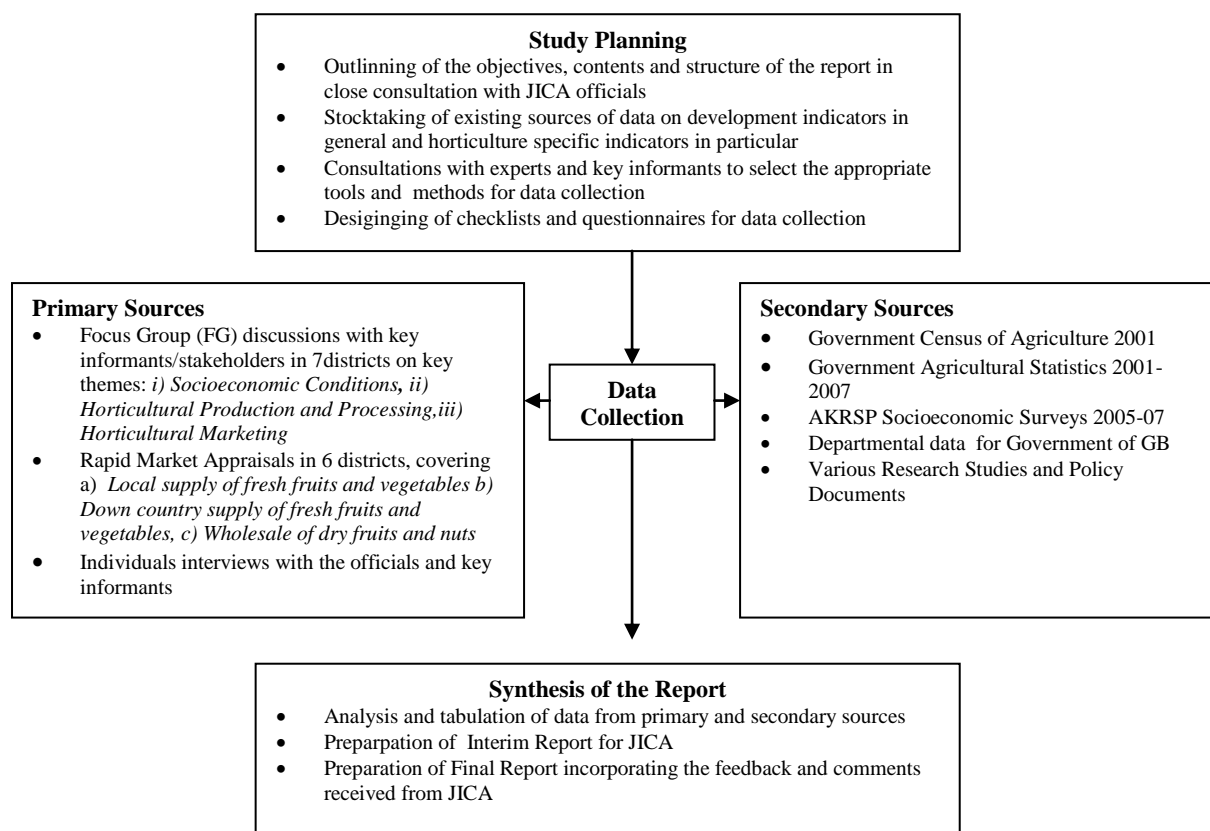 Study Planning
• Outlinning of the objectives, contents and structure of the report in
close consultation with JICA officials
• Stocktaking of existing sources of data on development indicators in
general and horticulture specific indicators in particular
• Consultations with experts and key informants to select the appropriate
tools and methods for data collection
• Desiginging of checklists and questionnaires for data collection
Primary Sources
• Focus Group (FG) discussions with key
informants/stakeholders in 7districts on key
themes: i) Socioeconomic Conditions, ii)
Horticultural Production and Processing,iii)
Horticultural Marketing
• Rapid Market Appraisals in 6 districts, covering
a) Local supply of fresh fruits and vegetables b)
Down country supply of fresh fruits and
vegetables, c) Wholesale of dry fruits and nuts
• Individuals interviews with the officials and key
informants
Data
Collection
Secondary Sources
• Government Census of Agriculture 2001
• Government Agricultural Statistics 2001-
2007
• AKRSP Socioeconomic Surveys 2005-07
• Departmental data for Government of GB
• Various Research Studies and Policy
Documents
Synthesis of the Report
• Analysis and tabulation of data from primary and secondary sources
• Preparpation of Interim Report for JICA
• Preparation of Final Report incorporating the feedback and comments
received from JICA